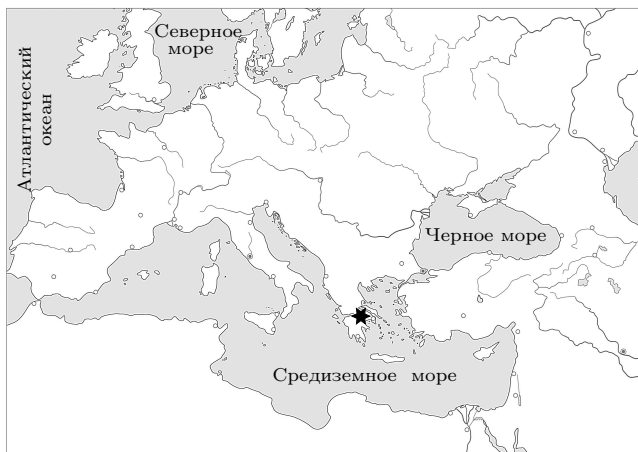 Северное
море
Атлантический
океан
Черное море
Средиземное море